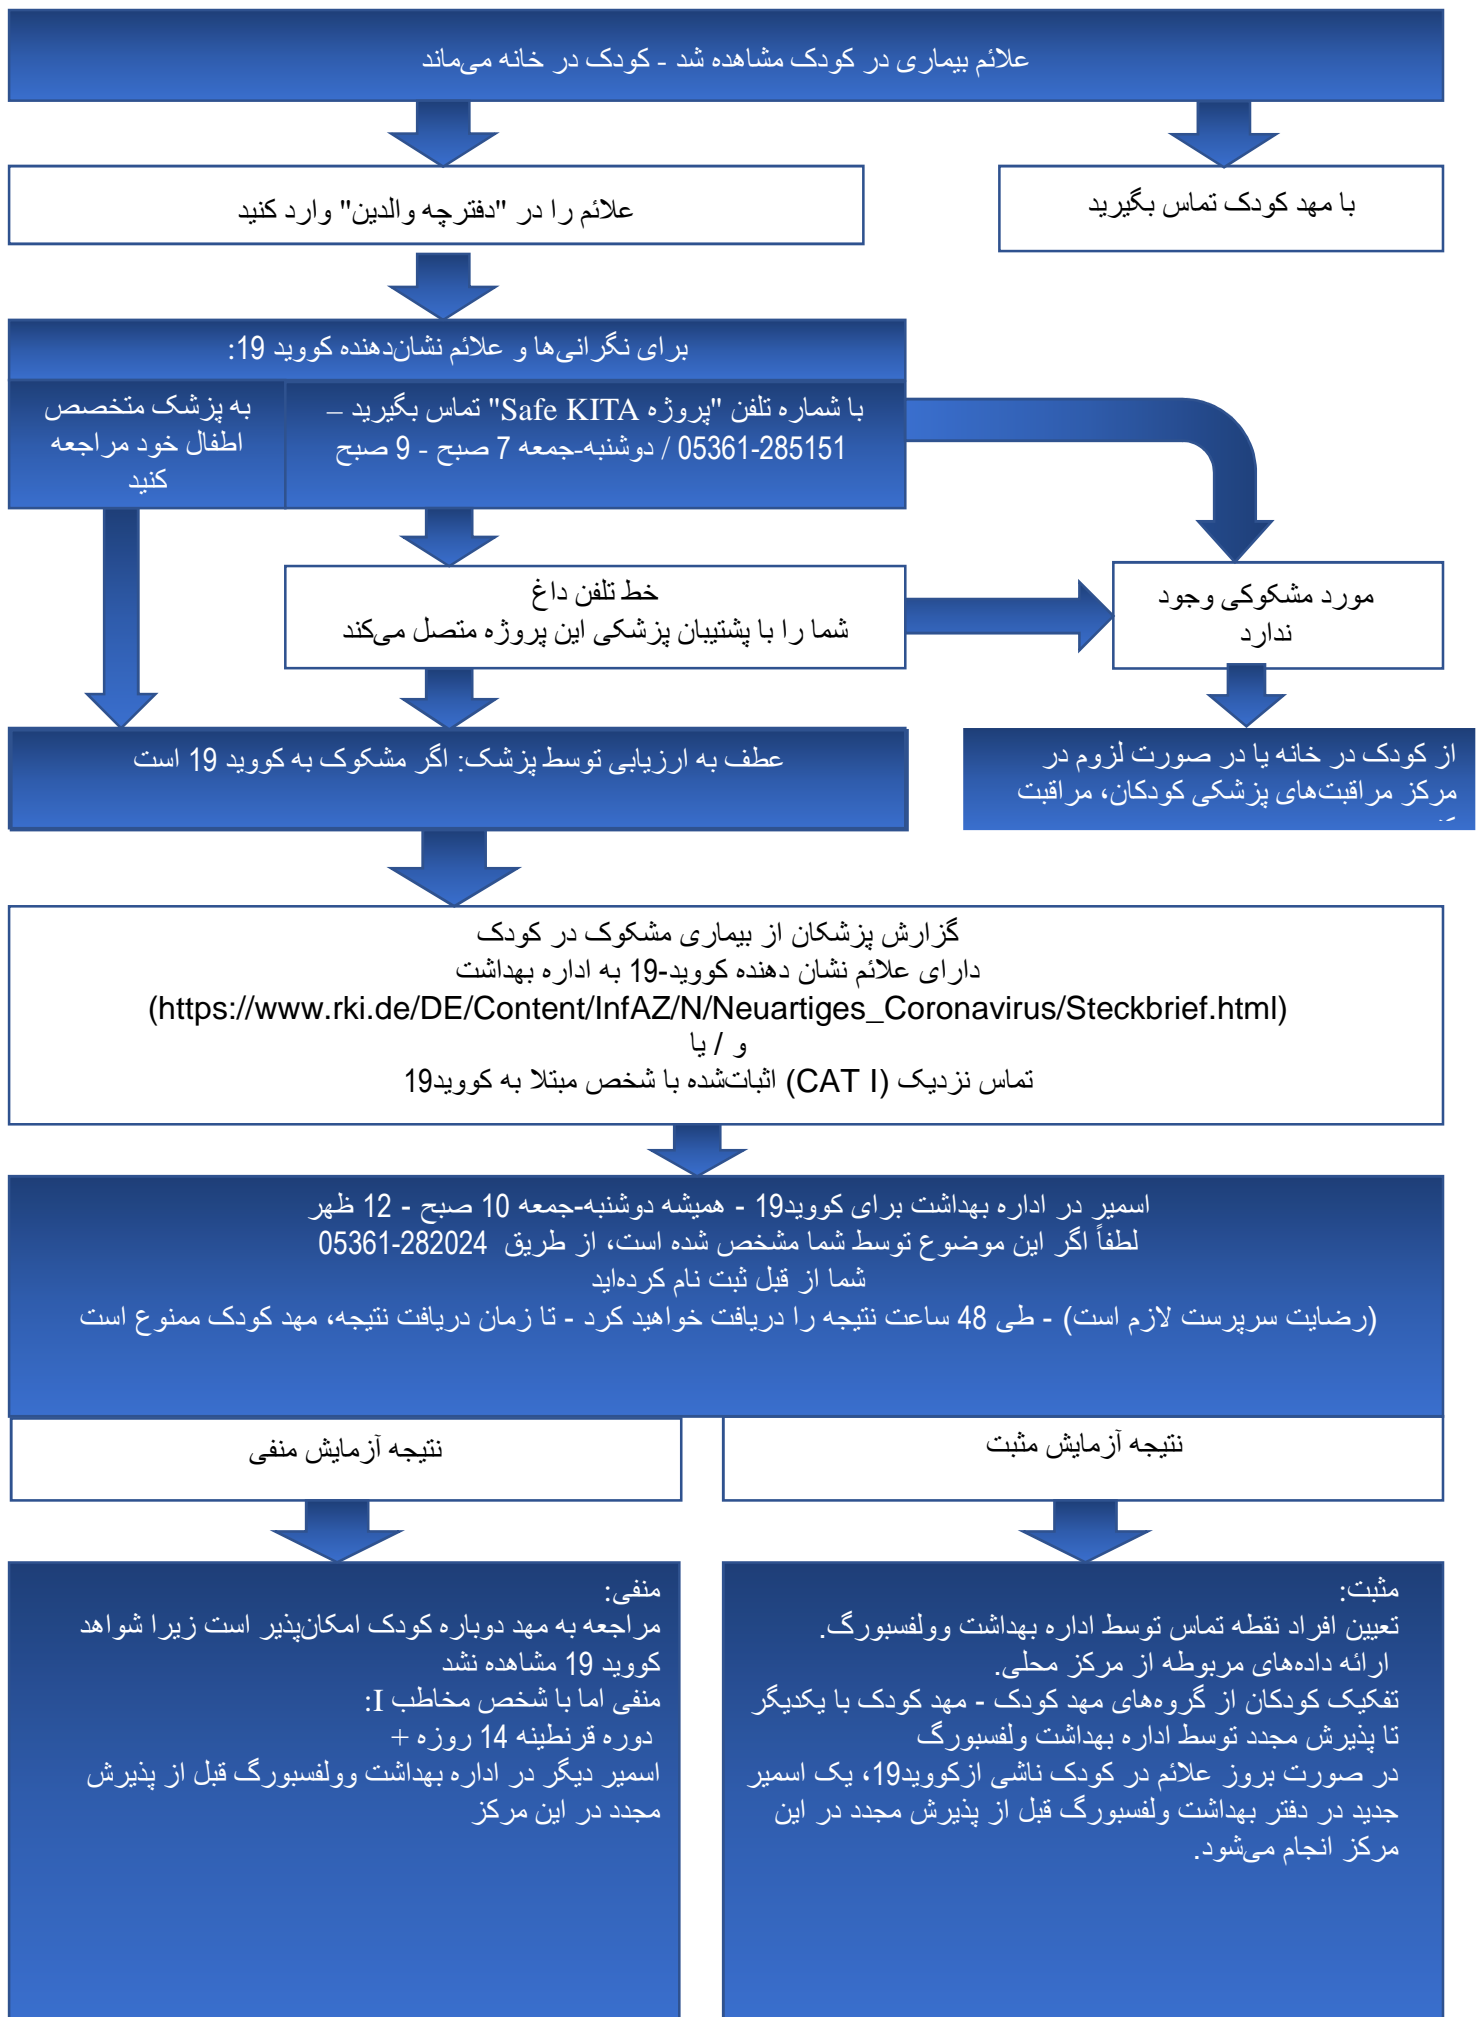 علائم بیماری در کودک مشاهده شد - کودک در خانه می‌ماند
با مهد کودک تماس بگیرید
علائم را در "دفترچه والدین" وارد کنید
برای نگرانی‌ها و علائم نشان‌دهنده کووید 19:
با شماره تلفن "پروژه Safe KITA" تماس بگیرید –
05361-285151 / دوشنبه-جمعه 7 صبح - 9 صبح
به پزشک متخصص
اطفال خود مراجعه
کنید
خط تلفن داغ
شما را با پشتیبان پزشکی این پروژه متصل می‌کند
مورد مشکوکی وجود
ندارد
عطف به ارزیابی توسط پزشک: اگر مشکوک به کووید 19 است
از کودک در خانه یا در صورت لزوم در
مرکز مراقبت‌های پزشکی کودکان، مراقبت
گزارش پزشکان از بیماری مشکوک در کودک
دارای علائم نشان دهنده کووید-19 به اداره بهداشت
(https://www.rki.de/DE/Content/InfAZ/N/Neuartiges_Coronavirus/Steckbrief.html)
و / یا
تماس نزدیک (CAT I) اثبات‌شده با شخص مبتلا به کووید19
اسمیر در اداره بهداشت برای کووید19 - همیشه دوشنبه-جمعه 10 صبح - 12 ظهر
لطفاً اگر این موضوع توسط شما مشخص شده است، از طریق 05361-282024
شما از قبل ثبت نام کرده‌اید
(رضایت سرپرست لازم است) - طی 48 ساعت نتیجه را دریافت خواهید کرد - تا زمان دریافت نتیجه، مهد کودک ممنوع است
نتیجه آزمایش مثبت
نتیجه آزمایش منفی
مثبت:
تعیین افراد نقطه تماس توسط اداره بهداشت وولفسبورگ.
ارائه داده‌های مربوطه از مرکز محلی.
تفکیک کودکان از گروه‌های مهد کودک - مهد کودک با یکدیگر
تا پذیرش مجدد توسط اداره بهداشت ولفسبورگ
در صورت بروز علائم در کودک ناشی ازکووید19، یک اسمیر
جدید در دفتر بهداشت ولفسبورگ قبل از پذیرش مجدد در این
مرکز انجام می‌شود.
منفی:
مراجعه به مهد دوباره کودک امکان‌پذیر است زیرا شواهد
کووید 19 مشاهده نشد
منفی اما با شخص مخاطب I:
دوره قرنطینه 14 روزه +
اسمیر دیگر در اداره بهداشت وولفسبورگ قبل از پذیرش
مجدد در این مرکز